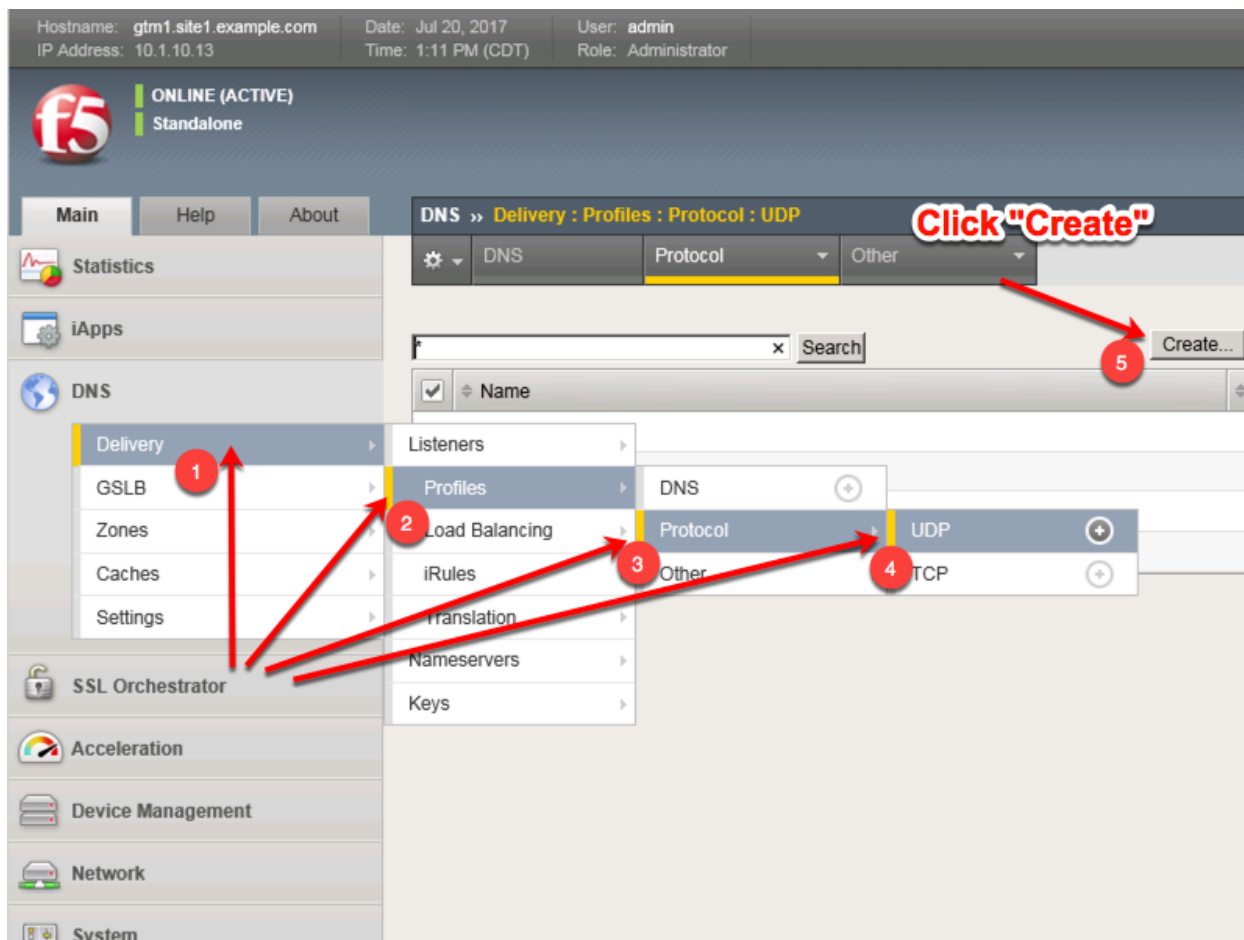 Hostname: gtm1.site1.example.com Date: Jul 20, 2017 User: admin
IP Address: 10.1.10.13 Time: 1:11 PM (CDT) Role: Administrator
f5
ONLINE (ACTIVE)
Standalone
Main Help About
DNS » Delivery : Profiles : Protocol : UDP
Click "Create"
DNS Protocol Other
Statistics
iApps
* × Search
5 Create...
DNS
Name
Delivery
1
GSLB
Zones
Caches
Settings
Listeners
Profiles
2
Load Balancing
iRules
Translation
Nameservers
Keys
DNS
Protocol
3
Other
UDP
4
TCP
SSL Orchestrator
Acceleration
Device Management
Network
System